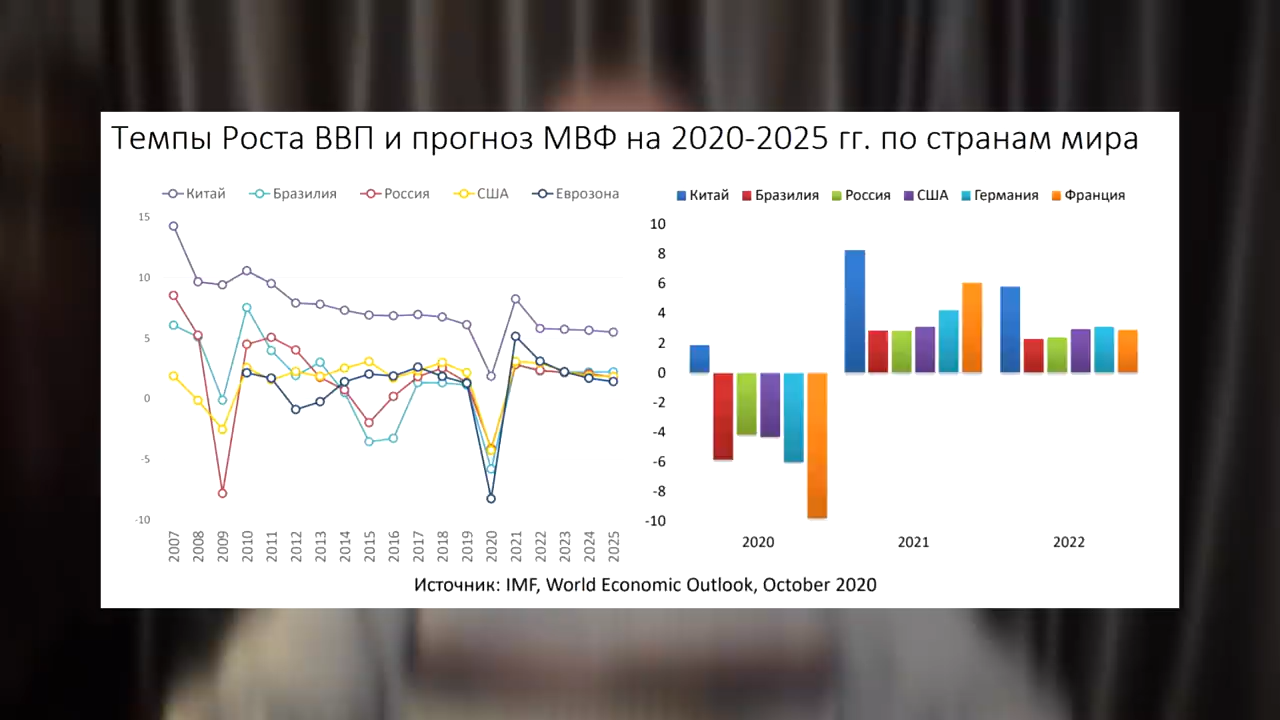 Темпы Роста ВВП и прогноз МВФ на 2020-2025 гг. по странам мира
Китай Бразилия Россия США Еврозона
15
10
5
0
-5
-10
2007 2008 2009 2010 2011 2012 2013 2014 2015 2016 2017 2018 2019 2020 2021 2022 2023 2024 2025
Китай Бразилия Россия США Германия Франция
10
8
6
4
2
0
-2
-4
-6
-8
-10
2020 2021 2022
Источник: IMF, World Economic Outlook, October 2020